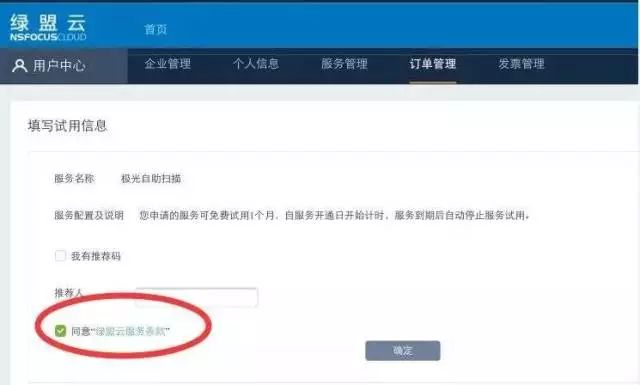 绿盟云
NSFOCUSCLOUD
首页
用户中心 企业管理 个人信息 服务管理 订单管理 发票管理
填写试用信息
服务名称 极光自助扫描
服务配置及说明 您申请的服务可免费试用1个月，自服务开通日开始计时，服务到期后自动停止服务试用。
我有推荐码
推荐人
同意“绿盟云服务条款”
确定